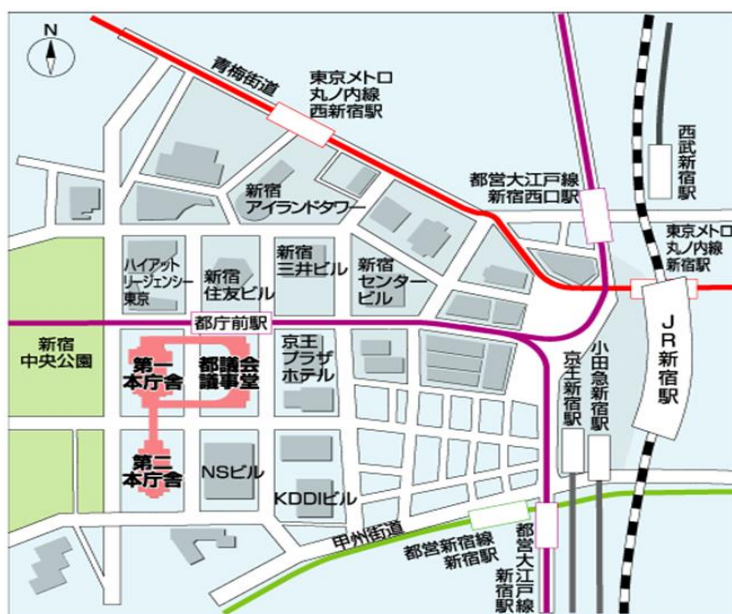 N
青梅街道
東京メトロ
丸ノ内線
西新宿駅
西武新宿駅
都営大江戸線
新宿西口駅
新宿
アイランドタワー
東京メトロ
丸ノ内線
新宿駅
ハイアット
リージェンシー
東京
新宿
住友ビル
新宿
三井ビル
新宿
センター
ビル
都庁前駅
JR新宿駅
新宿
中央公園
第一
本庁舎
都議会
議事堂
京王
プラザ
ホテル
京王新宿駅
小田急新宿駅
第二
本庁舎
NSビル
KDDIビル
甲州街道
都営新宿線
新宿駅
都営大江戸線
新宿駅